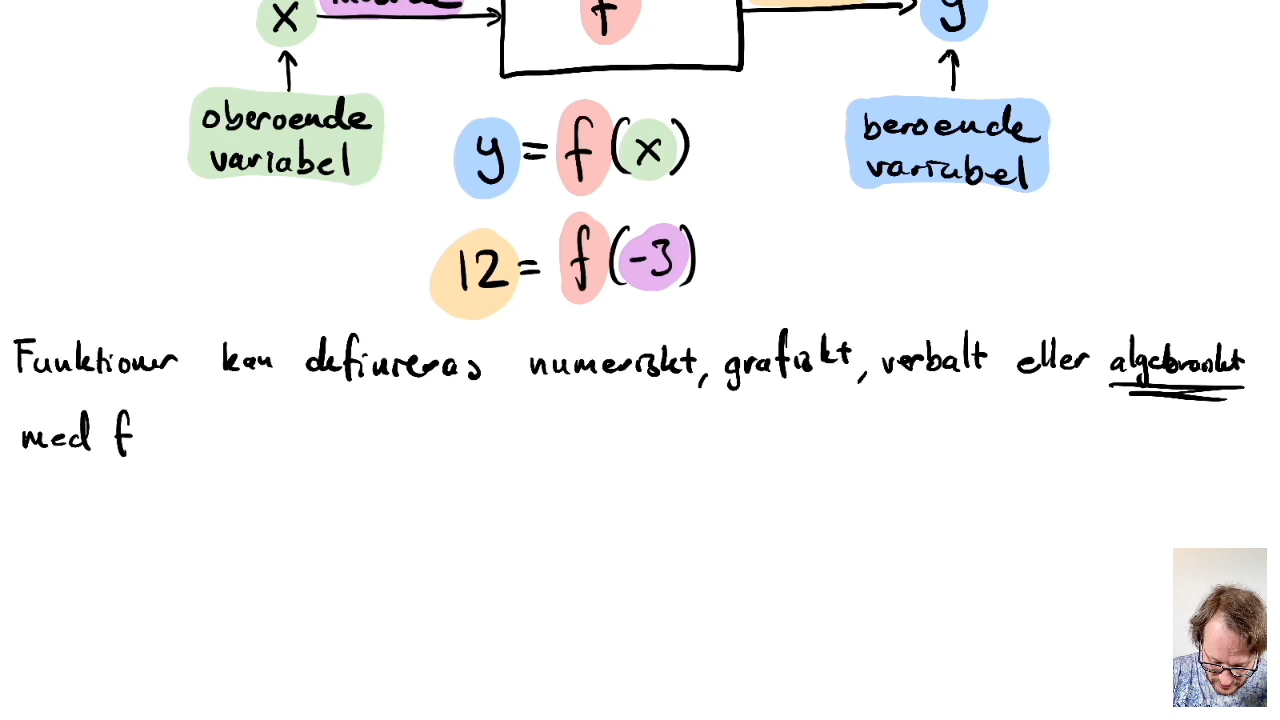 x f y
oberoende
variabel
beroende
variabel
y = f(x)
12 = f(-3)
Funktioner kan definieras numeriskt, grafiskt, verbalt eller algebraiskt
med f